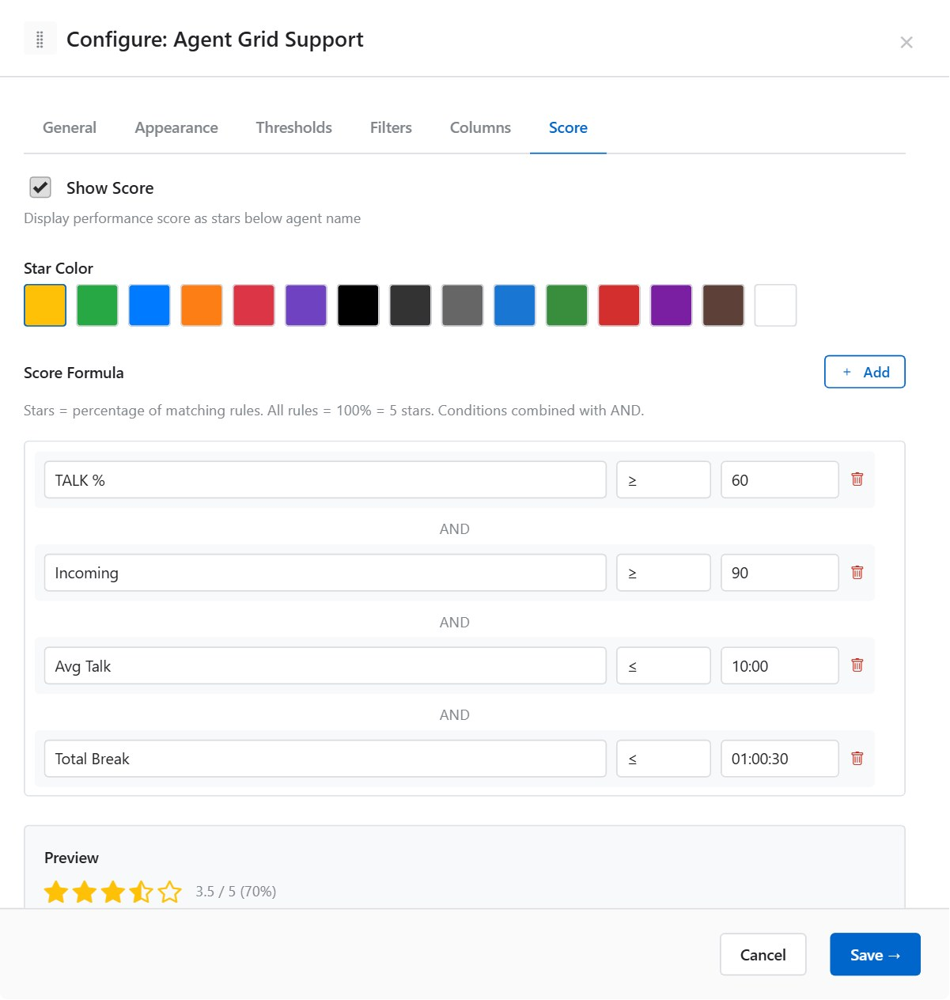 Configure: Agent Grid Support
General Appearance Thresholds Filters Columns Score
Show Score
Display performance score as stars below agent name
Star Color
Score Formula
+ Add
Stars = percentage of matching rules. All rules = 100% = 5 stars. Conditions combined with AND.
TALK % ≥ 60
AND
Incoming ≥ 90
AND
Avg Talk ≤ 10:00
AND
Total Break ≤ 01:00:30
Preview
3.5 / 5 (70%)
Cancel Save →